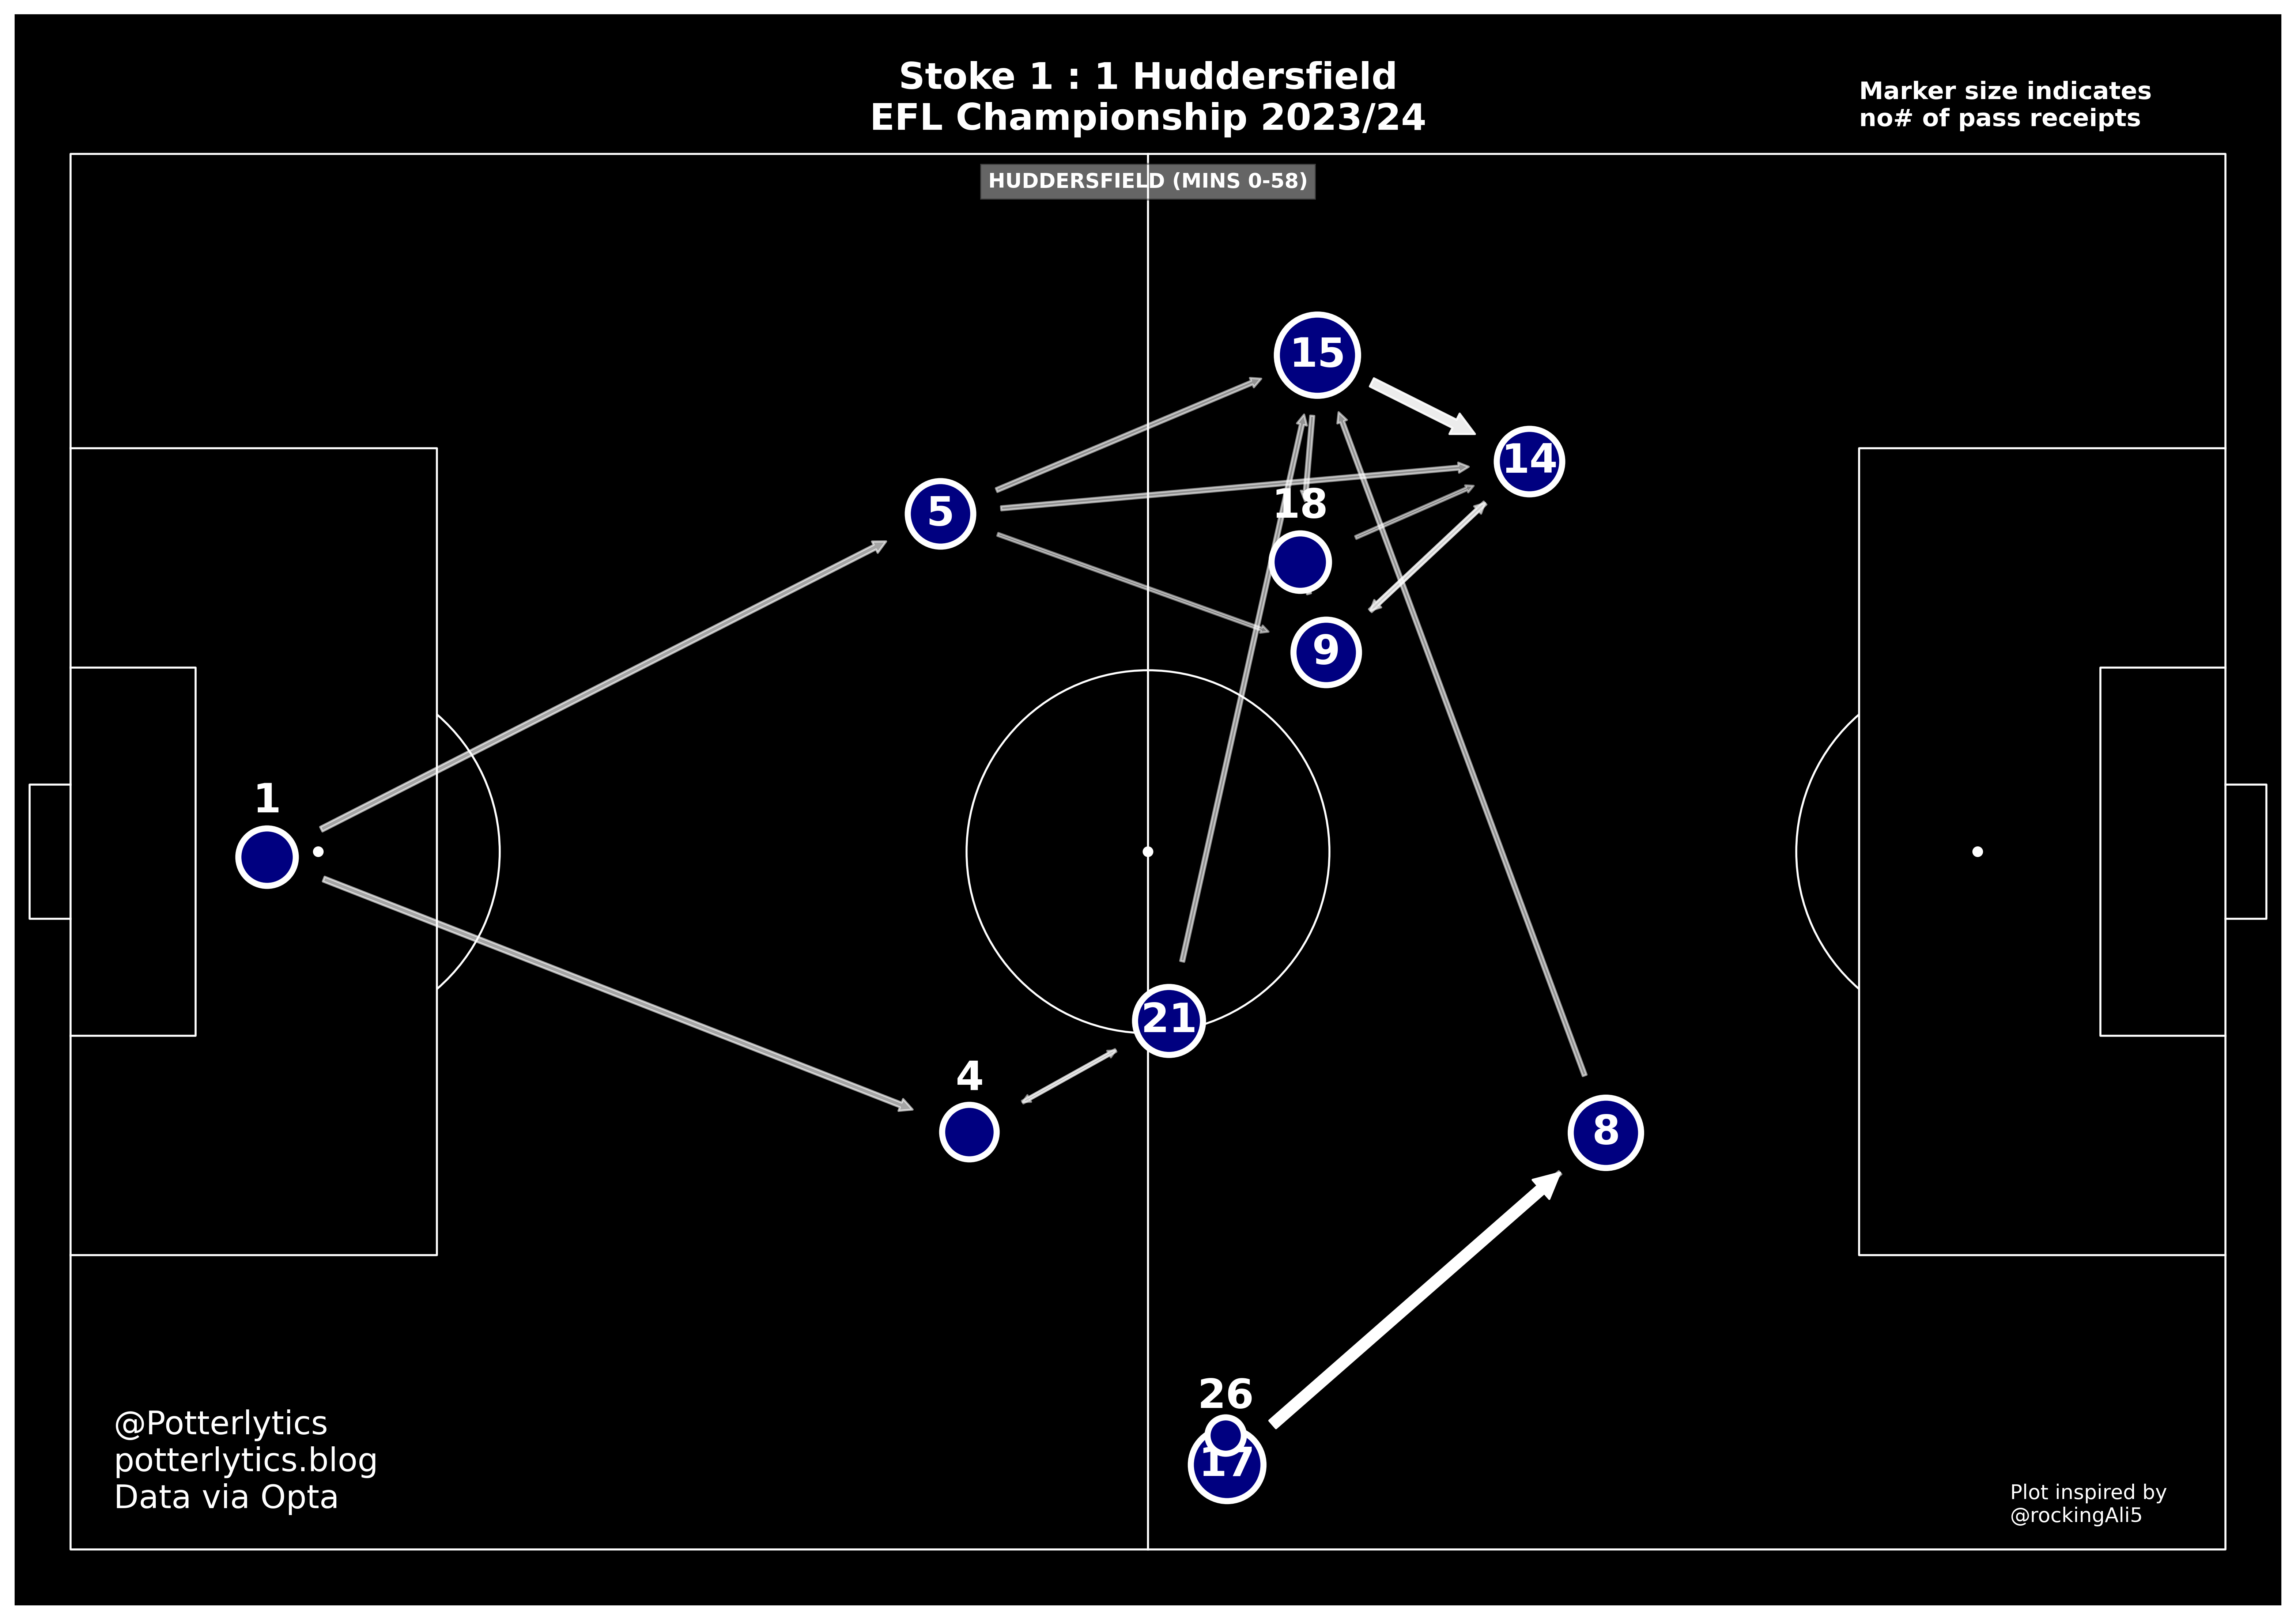 Stoke 1 : 1 Huddersfield
EFL Championship 2023/24
Marker size indicates
no# of pass receipts
HUDDERSFIELD (MINS 0-58)
15
14
18
5
9
1
21
4
8
26
17
@Potterlytics
potterlytics.blog
Data via Opta
Plot inspired by
@rockingAli5